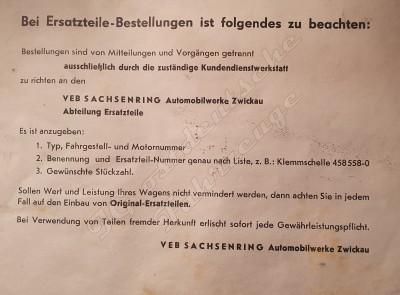 Bei Ersatzteile-Bestellungen ist folgendes zu beachten:
Bestellungen sind von Mitteilungen und Vorgängen getrennt
ausschließlich durch die zuständige Kundendienstwerkstatt
zu richten an den
VEB SACHSENRING Automobilwerke Zwickau
Abteilung Ersatzteile
Es ist anzugeben:
1. Typ, Fahrgestell- und Motornummer
2. Benennung und Ersatzteil-Nummer genau nach Liste, z. B.: Klemmschelle 458 558-0
3. Gewünschte Stückzahl.
Sollen Wert und Leistung Ihres Wagens nicht vermindert werden, dann achten Sie in jedem
Fall auf den Einbau von Original-Ersatzteilen.
Bei Verwendung von Teilen fremder Herkunft erlischt sofort jede Gewährleistungspflicht.
VEB SACHSENRING Automobilwerke Zwickau